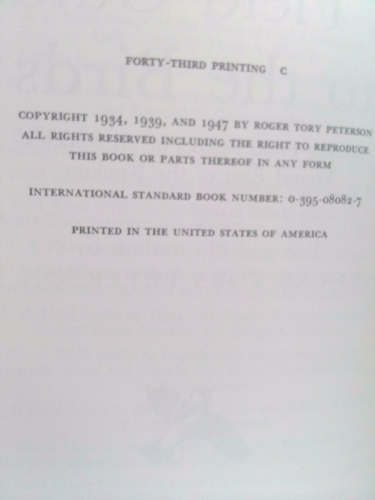 FORTY-THIRD PRINTING C
COPYRIGHT 1934, 1939, AND 1947 BY ROGER TORY PETERSON
ALL RIGHTS RESERVED INCLUDING THE RIGHT TO REPRODUCE
THIS BOOK OR PARTS THEREOF IN ANY FORM
INTERNATIONAL STANDARD BOOK NUMBER: 0-395-08082-7
PRINTED IN THE UNITED STATES OF AMERICA